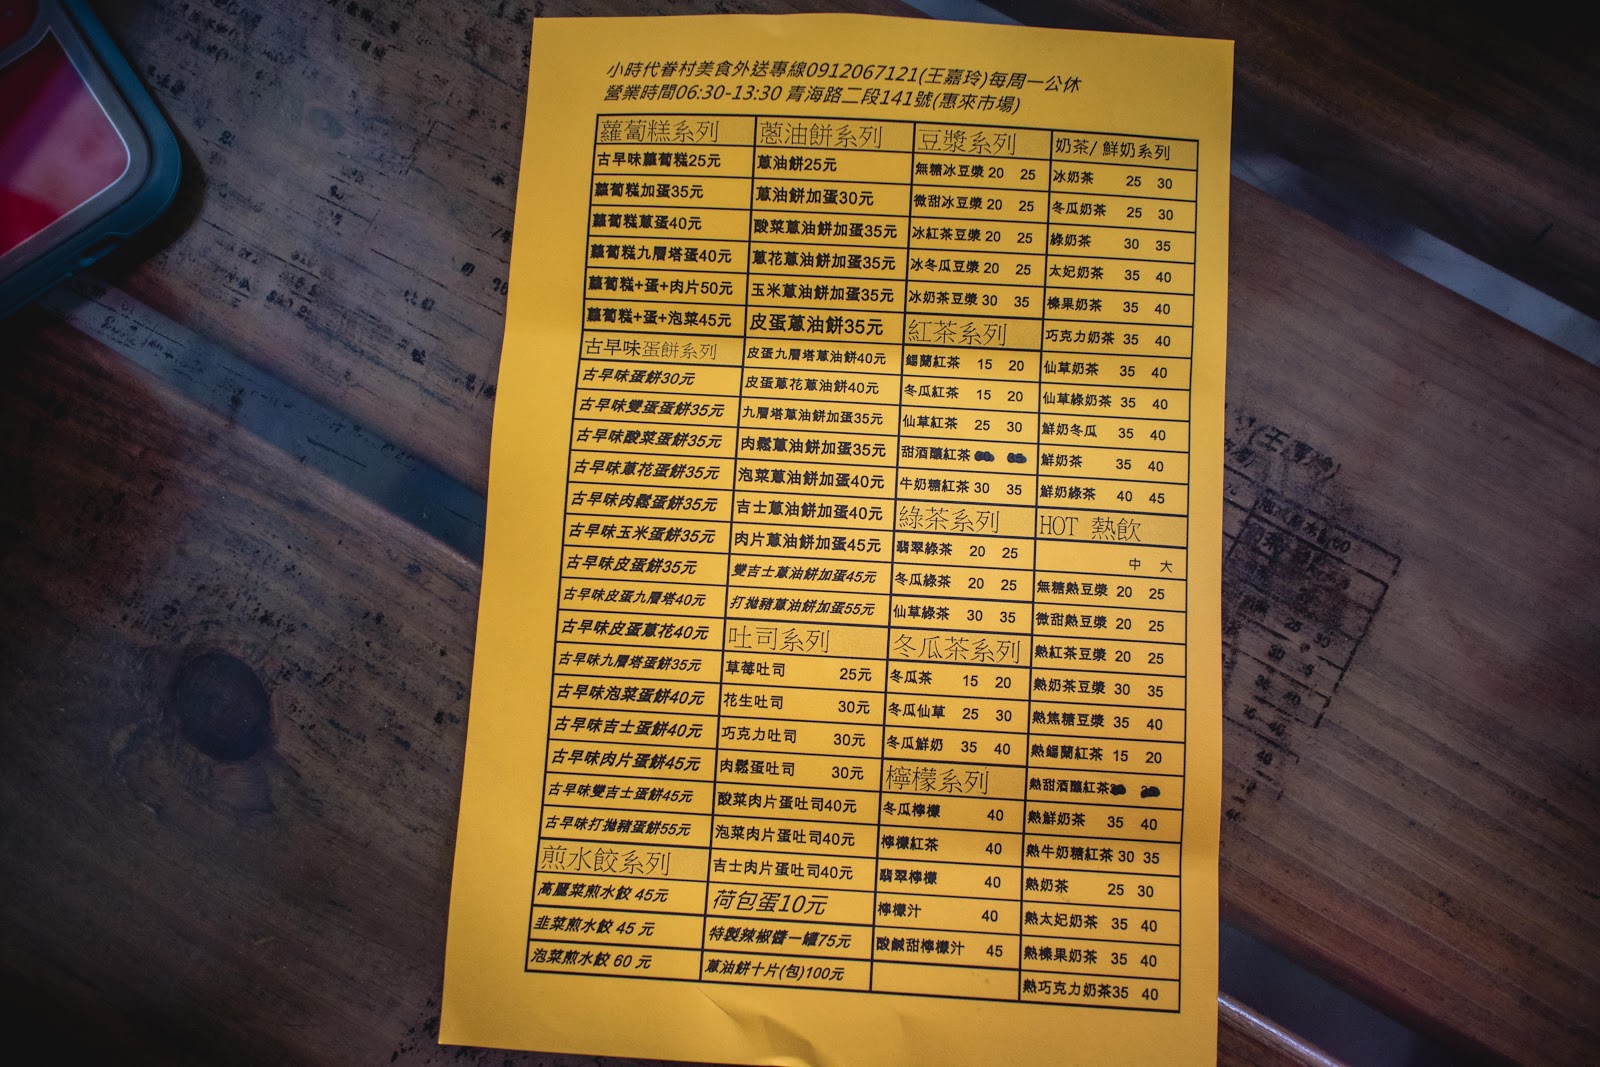 小時代眷村美食外送專線0912067121(王嘉玲)每周一公休
營業時間06:30-13:30 青海路二段141號(惠來市場)
蘿蔔糕系列
古早味蘿蔔糕25元
蘿蔔糕加蛋35元
蘿蔔糕蔥蛋40元
蘿蔔糕九層塔蛋40元
蘿蔔糕+蛋+肉片50元
蘿蔔糕+蛋+泡菜45元
古早味蛋餅系列
古早味蛋餅30元
古早味雙蛋蛋餅35元
古早味酸菜蛋餅35元
古早味蔥花蛋餅35元
古早味肉鬆蛋餅35元
古早味玉米蛋餅35元
古早味皮蛋餅35元
古早味皮蛋九層塔40元
古早味皮蛋蔥花40元
古早味九層塔蛋餅35元
古早味泡菜蛋餅40元
古早味吉士蛋餅40元
古早味肉片蛋餅45元
古早味雙吉士蛋餅45元
古早味打拋豬蛋餅55元
煎水餃系列
高麗菜煎水餃 45元
韭菜煎水餃 45 元
泡菜煎水餃 60 元
蔥油餅系列
蔥油餅25元
蔥油餅加蛋30元
酸菜蔥油餅加蛋35元
蔥花蔥油餅加蛋35元
玉米蔥油餅加蛋35元
皮蛋蔥油餅35元
皮蛋九層塔蔥油餅40元
皮蛋蔥花蔥油餅40元
九層塔蔥油餅加蛋35元
肉鬆蔥油餅加蛋35元
泡菜蔥油餅加蛋40元
吉士蔥油餅加蛋40元
肉片蔥油餅加蛋45元
雙吉士蔥油餅加蛋45元
打拋豬蔥油餅加蛋55元
吐司系列
草莓吐司 25元
花生吐司 30元
巧克力吐司 30元
肉鬆蛋吐司 30元
酸菜肉片蛋吐司40元
泡菜肉片蛋吐司40元
吉士肉片蛋吐司40元
荷包蛋10元
特製辣椒醬一罐75元
蔥油餅十片(包)100元
豆漿系列
無糖冰豆漿 20 25
微甜冰豆漿 20 25
冰紅茶豆漿 20 25
冰冬瓜豆漿 20 25
冰奶茶豆漿 30 35
紅茶系列
錫蘭紅茶 15 20
冬瓜紅茶 15 20
仙草紅茶 25 30
甜酒釀紅茶
牛奶糖紅茶 30 35
綠茶系列
翡翠綠茶 20 25
冬瓜綠茶 20 25
仙草綠茶 30 35
冬瓜茶系列
冬瓜茶 15 20
冬瓜仙草 25 30
冬瓜鮮奶 35 40
檸檬系列
冬瓜檸檬 40
檸檬紅茶 40
翡翠檸檬 40
檸檬汁 40
酸鹹甜檸檬汁 45
奶茶/ 鮮奶系列
冰奶茶 25 30
冬瓜奶茶 25 30
綠奶茶 30 35
太妃奶茶 35 40
榛果奶茶 35 40
巧克力奶茶 35 40
仙草奶茶 35 40
仙草綠奶茶 35 40
鮮奶冬瓜 35 40
鮮奶茶 35 40
鮮奶綠茶 40 45
HOT 熱飲
中 大
無糖熱豆漿 20 25
微甜熱豆漿 20 25
熱紅茶豆漿 20 25
熱奶茶豆漿 30 35
熱焦糖豆漿 35 40
熱錫蘭紅茶 15 20
熱甜酒釀紅茶
熱鮮奶茶 35 40
熱牛奶糖紅茶 30 35
熱奶茶 25 30
熱太妃奶茶 35 40
熱榛果奶茶 35 40
熱巧克力奶茶35 40